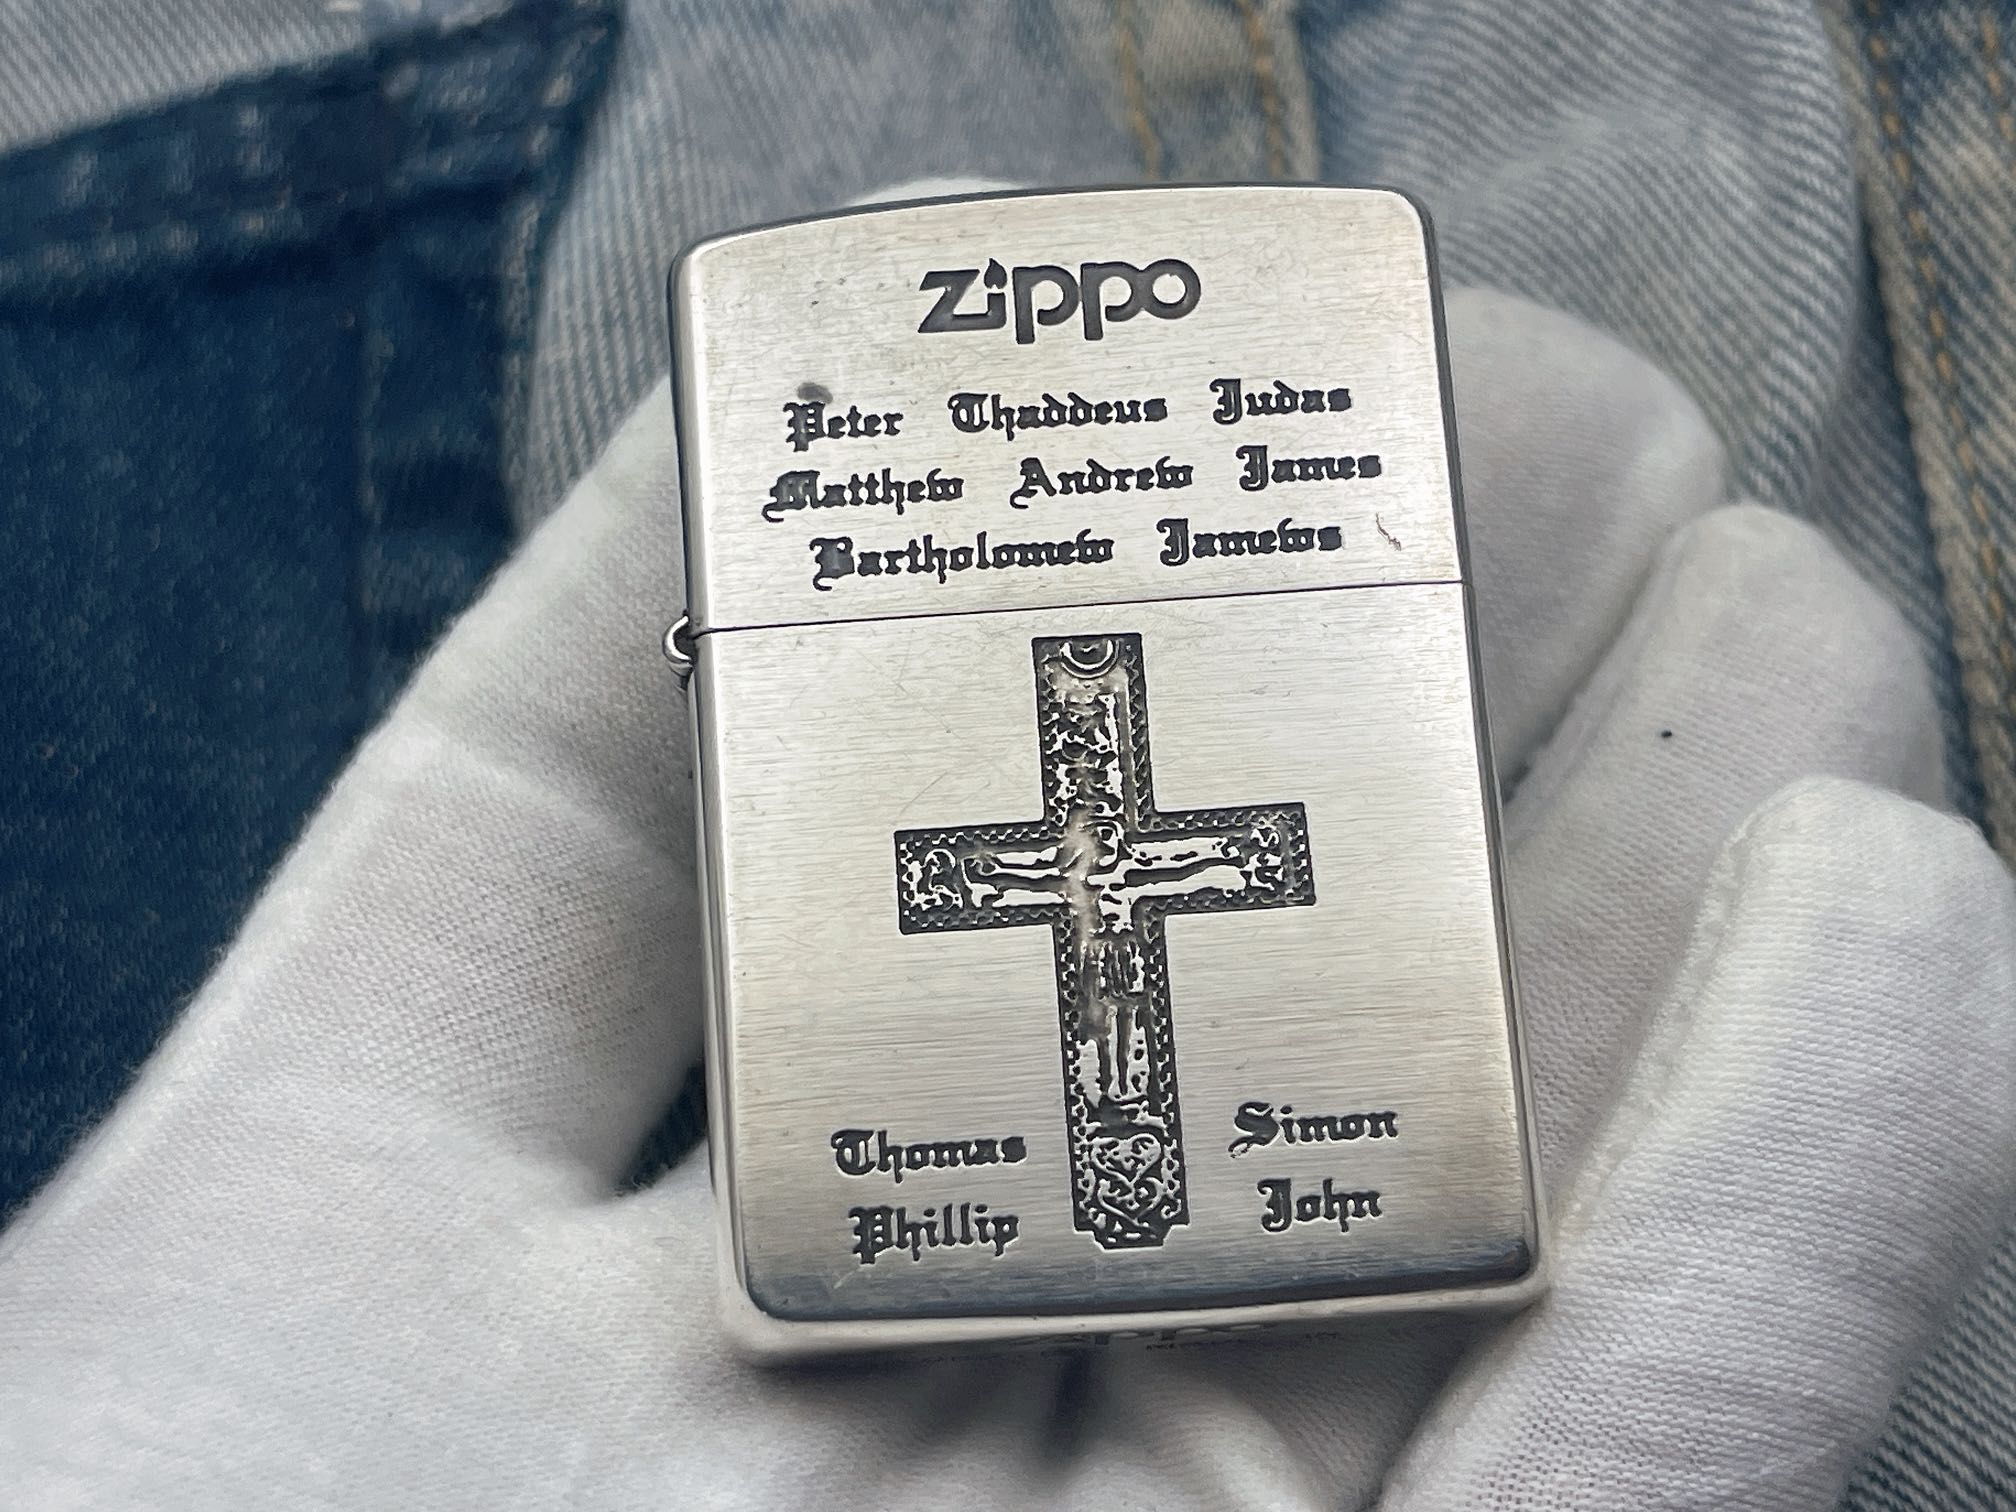 Zippo
Peter Thaddeus Judas
Matthew Andrew James
Bartholomew Jamews
Thomas Simon
Phillip John